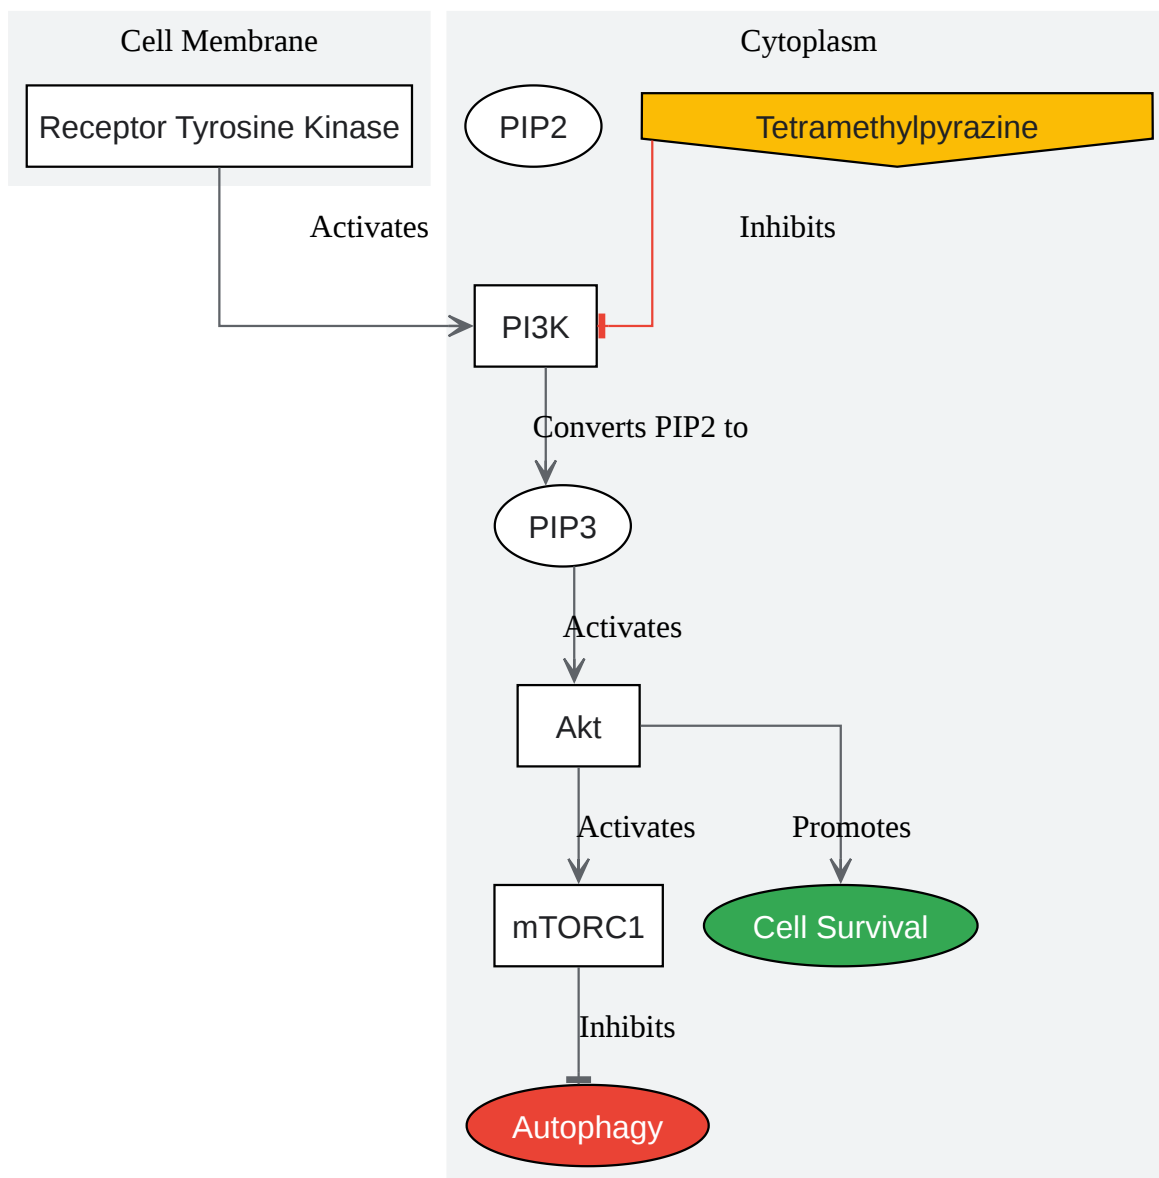 Cell Membrane
Cytoplasm
Receptor Tyrosine Kinase
PIP2
Tetramethylpyrazine
Activates
Inhibits
PI3K
Converts PIP2 to
PIP3
Activates
Akt
Activates
Promotes
mTORC1
Cell Survival
Inhibits
Autophagy